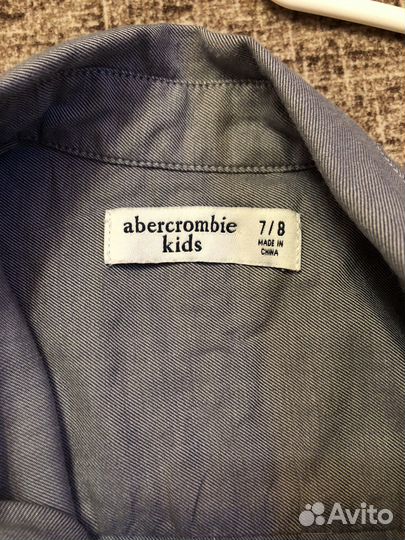 abercrombie
kids
7/8
MADE IN
CHINA
Avito